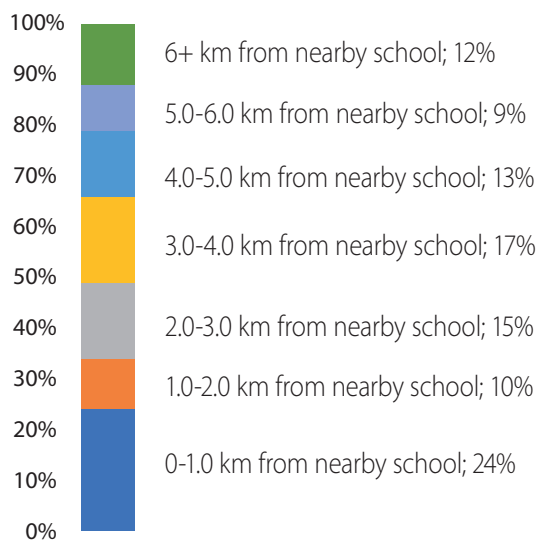 100%
6+ km from nearby school; 12%
90%
5.0-6.0 km from nearby school; 9%
80%
4.0-5.0 km from nearby school; 13%
70%
60%
3.0-4.0 km from nearby school; 17%
50%
40%
2.0-3.0 km from nearby school; 15%
30%
1.0-2.0 km from nearby school; 10%
20%
0-1.0 km from nearby school; 24%
10%
0%